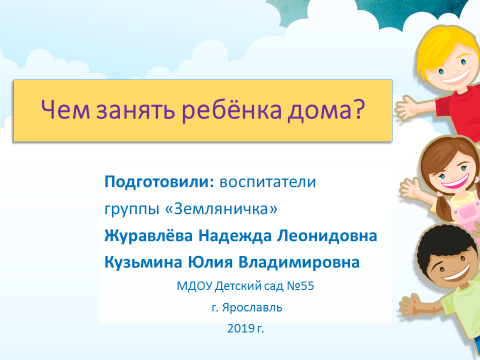 Чем занять ребёнка дома?
Подготовили: воспитатели
группы «Земляничка»
Журавлёва Надежда Леонидовна
Кузьмина Юлия Владимировна
МДОУ Детский сад №55
г. Ярославль
2019 г.